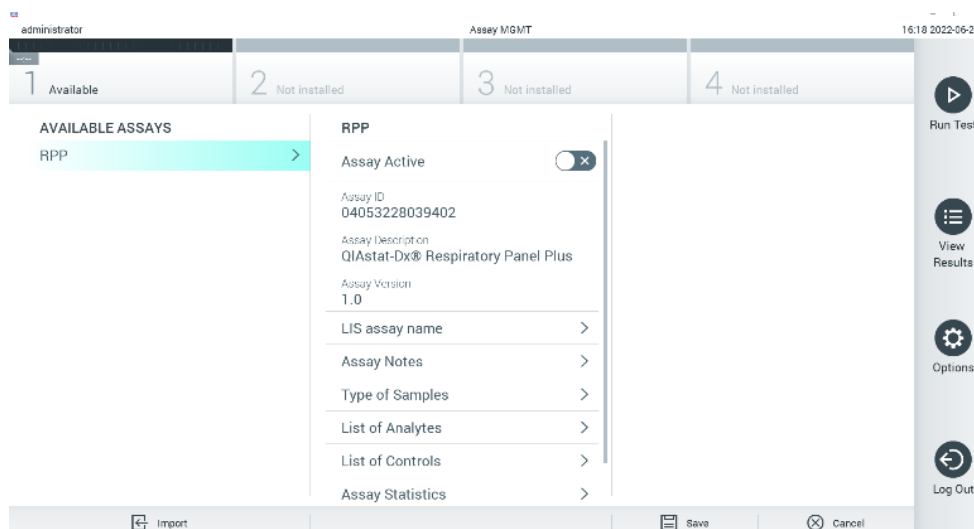 administrator Assay MGMT 16:18 2022-06-2
1 Available 2 Not installed 3 Not installed 4 Not installed
Run Test
AVAILABLE ASSAYS
RPP
RPP
Assay Active
Assay ID
04053228039402
Assay Description
QIAstat-Dx® Respiratory Panel Plus
Assay Version
1.0
LIS assay name
Assay Notes
Type of Samples
List of Analytes
List of Controls
Assay Statistics
View
Results
Options
Log Out
Import Save Cancel